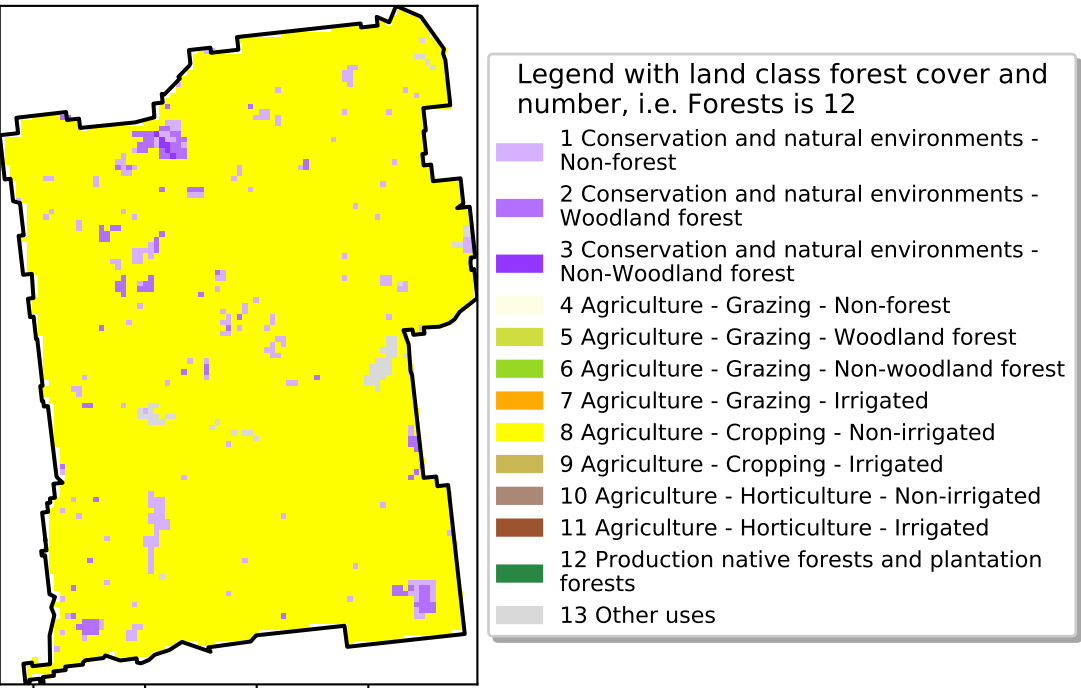 Legend with land class forest cover and
number, i.e. Forests is 12
1 Conservation and natural environments -
Non-forest
2 Conservation and natural environments -
Woodland forest
3 Conservation and natural environments -
Non-Woodland forest
4 Agriculture - Grazing - Non-forest
5 Agriculture - Grazing - Woodland forest
6 Agriculture - Grazing - Non-woodland forest
7 Agriculture - Grazing - Irrigated
8 Agriculture - Cropping - Non-irrigated
9 Agriculture - Cropping - Irrigated
10 Agriculture - Horticulture - Non-irrigated
11 Agriculture - Horticulture - Irrigated
12 Production native forests and plantation
forests
13 Other uses